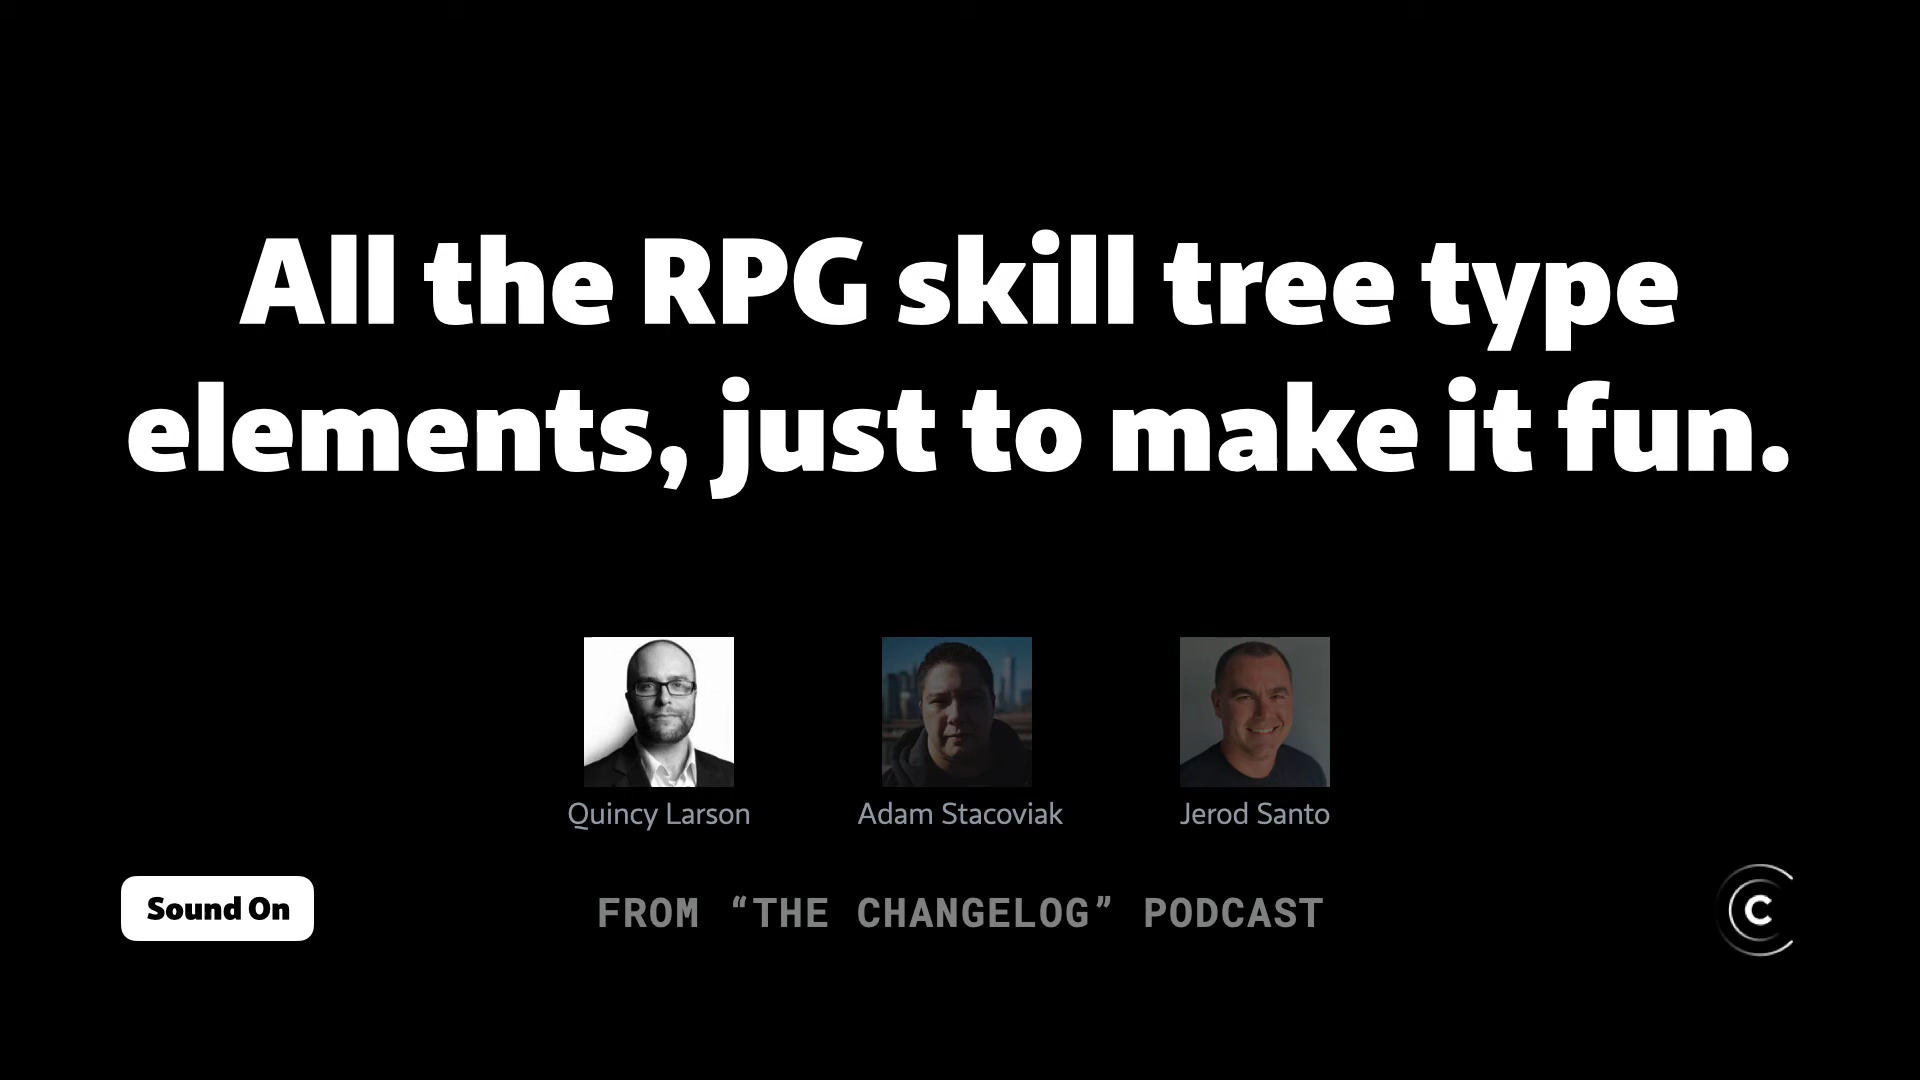 All the RPG skill tree type
elements, just to make it fun.
Quincy Larson
Adam Stacoviak
Jerod Santo
Sound On
FROM “THE CHANGELOG” PODCAST
C